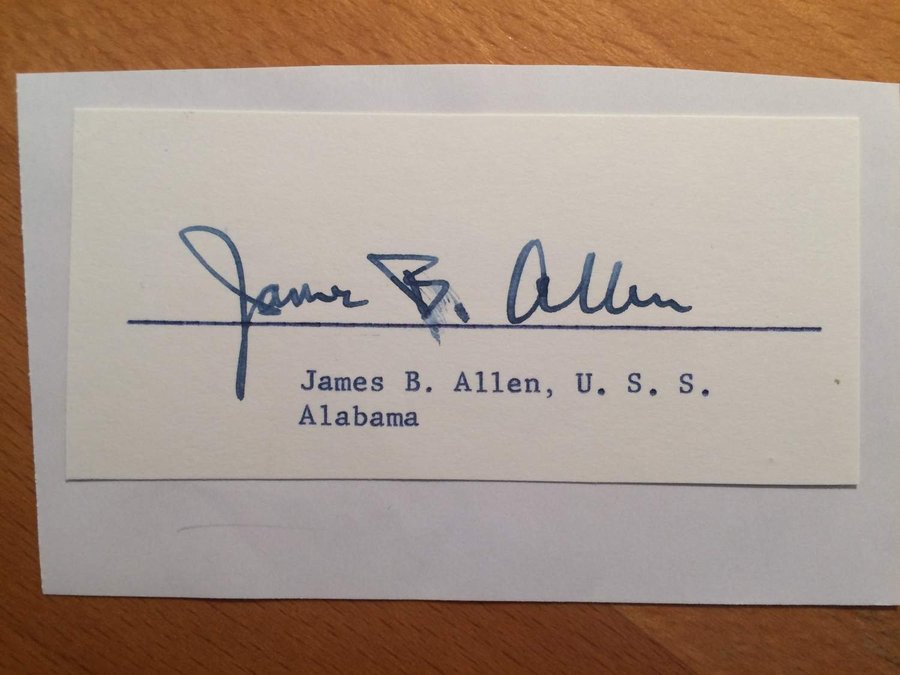 James B. Allen
James B. Allen, U. S. S.
Alabama